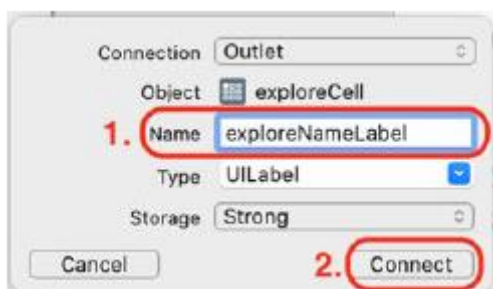 Connection Outlet
Object exploreCell
1. Name exploreNameLabel
Type UILabel
Storage Strong
Cancel 2. Connect